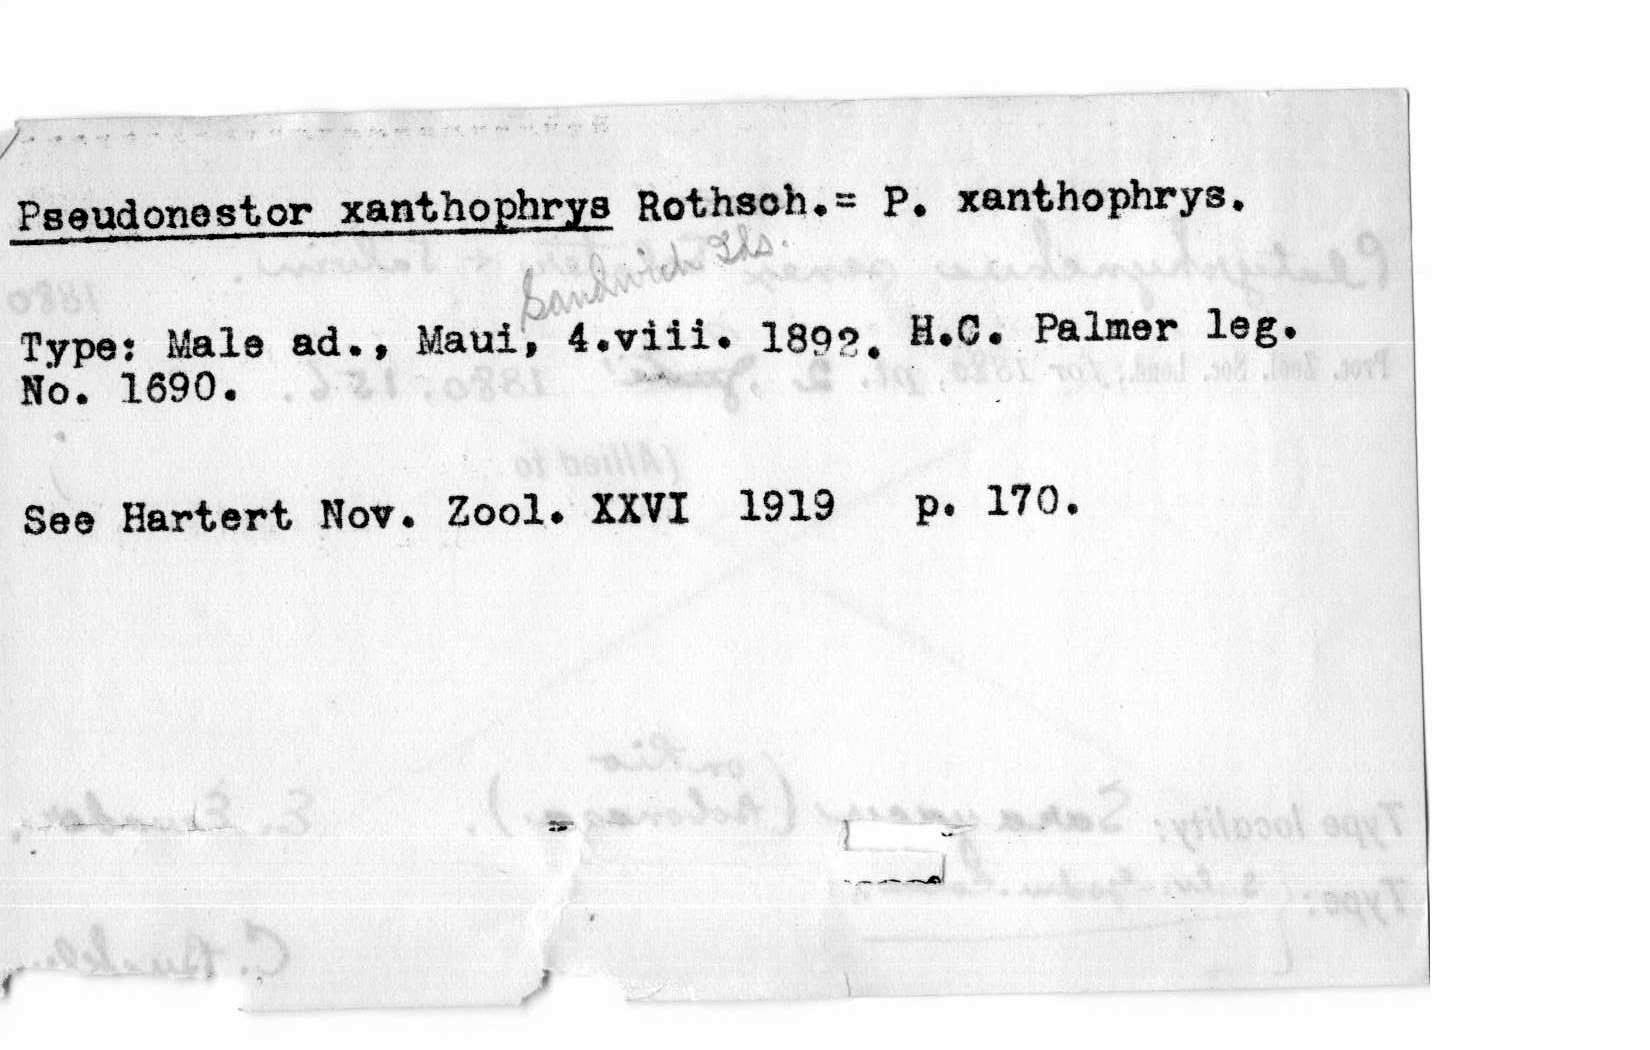 Pseudonestor xanthophrys Rothsch.= P. xanthophrys.
Sandwich Ids.
Type: Male ad., Maui, 4.viii. 1892. H.C. Palmer leg.
No. 1690.
See Hartert Nov. Zool. XXVI 1919 p. 170.